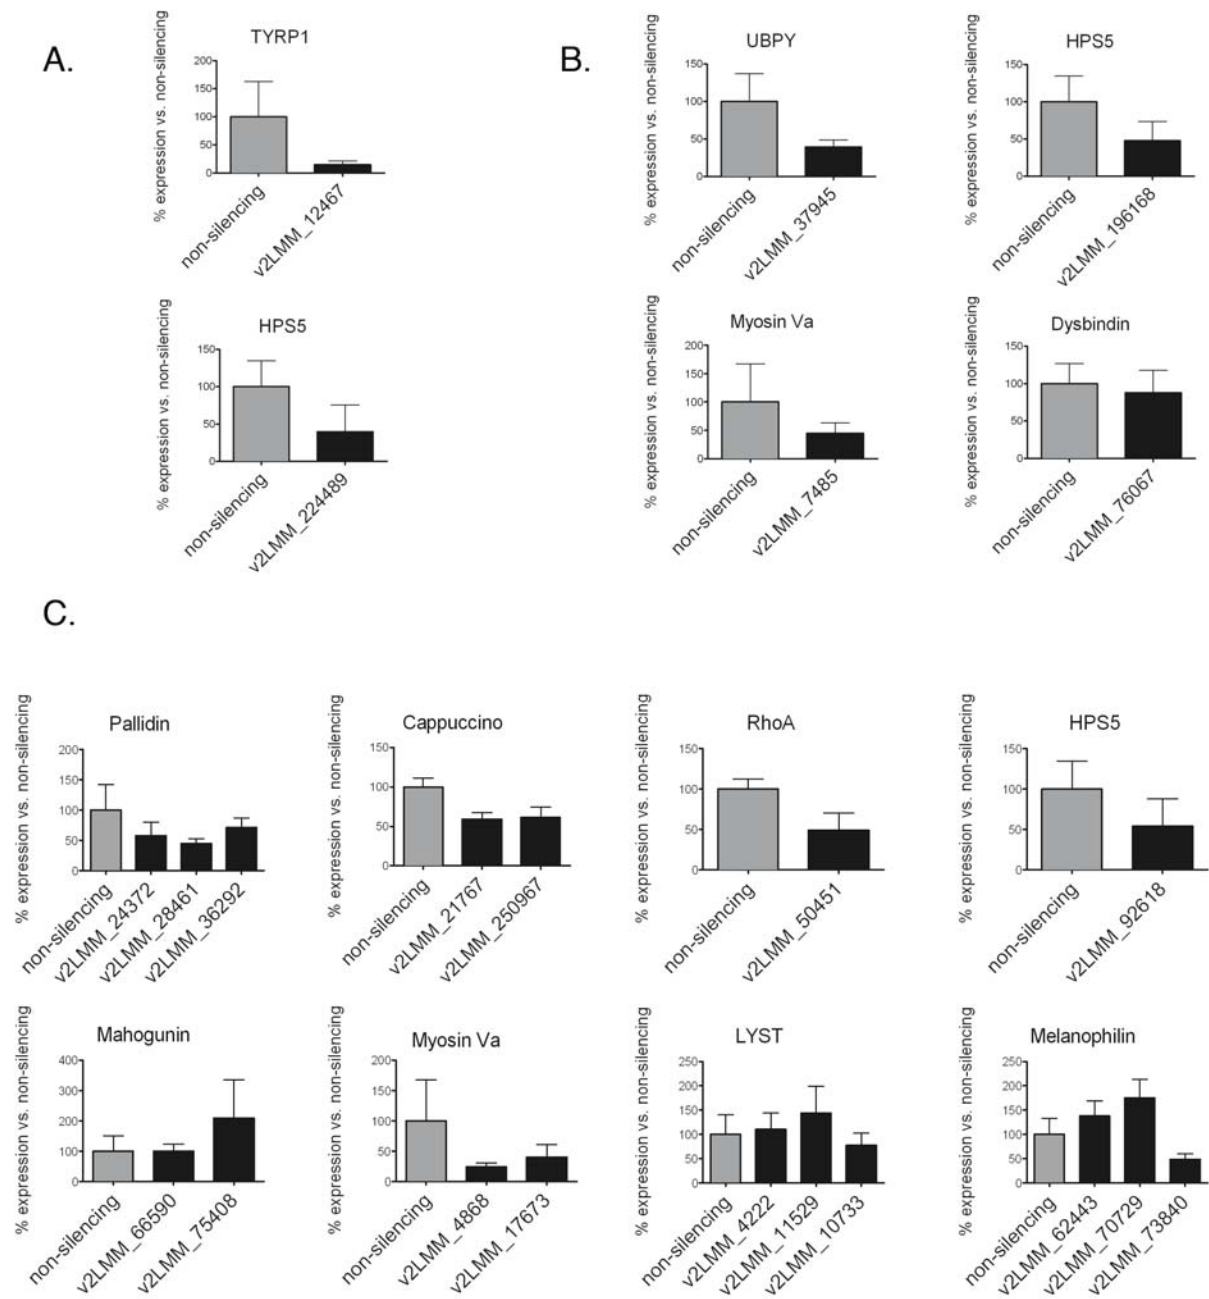 A.
TYRP1
% expression vs. non-silencing
200
150
100
50
0
non-silencing
v2LMM_12467
HPS5
% expression vs. non-silencing
150
100
50
0
non-silencing
v2LMM_224489
B.
UBPY
% expression vs. non-silencing
150
100
50
0
non-silencing
v2LMM_37945
HPS5
% expression vs. non-silencing
150
100
50
0
non-silencing
v2LMM_196168
Myosin Va
% expression vs. non-silencing
200
150
100
50
0
non-silencing
v2LMM_7485
Dysbindin
% expression vs. non-silencing
150
100
50
0
non-silencing
v2LMM_76067
C.
Pallidin
% expression vs. non-silencing
200
150
100
50
0
non-silencing
v2LMM_24372
v2LMM_28461
v2LMM_36292
Cappuccino
% expression vs. non-silencing
150
100
50
0
non-silencing
v2LMM_21767
v2LMM_250967
RhoA
% expression vs. non-silencing
150
100
50
0
non-silencing
v2LMM_50451
HPS5
% expression vs. non-silencing
150
100
50
0
non-silencing
v2LMM_92618
Mahogunin
% expression vs. non-silencing
400
300
200
100
0
non-silencing
v2LMM_66590
v2LMM_75408
Myosin Va
% expression vs. non-silencing
200
150
100
50
0
non-silencing
v2LMM_4868
v2LMM_17673
LYST
% expression vs. non-silencing
250
200
150
100
50
0
non-silencing
v2LMM_4222
v2LMM_11529
v2LMM_10733
Melanophilin
% expression vs. non-silencing
250
200
150
100
50
0
non-silencing
v2LMM_62443
v2LMM_70729
v2LMM_73840